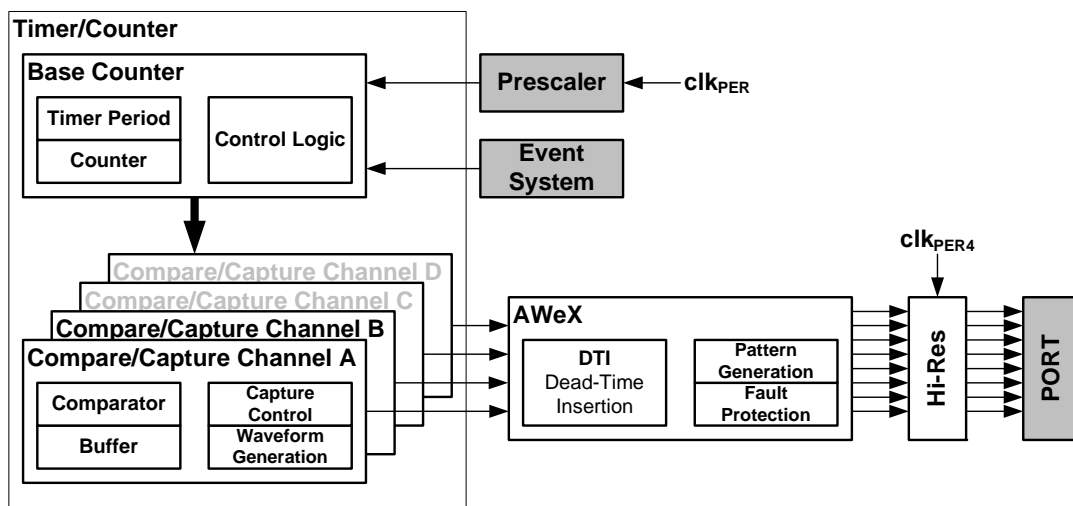 Timer/Counter
Base Counter
Timer Period
Counter
Control Logic
Prescaler
clkPER
Event
System
Compare/Capture Channel D
Compare/Capture Channel C
Compare/Capture Channel B
Compare/Capture Channel A
Comparator
Buffer
Capture
Control
Waveform
Generation
AWeX
DTI
Dead-Time
Insertion
Pattern
Generation
Fault
Protection
clkPER4
Hi-Res
PORT